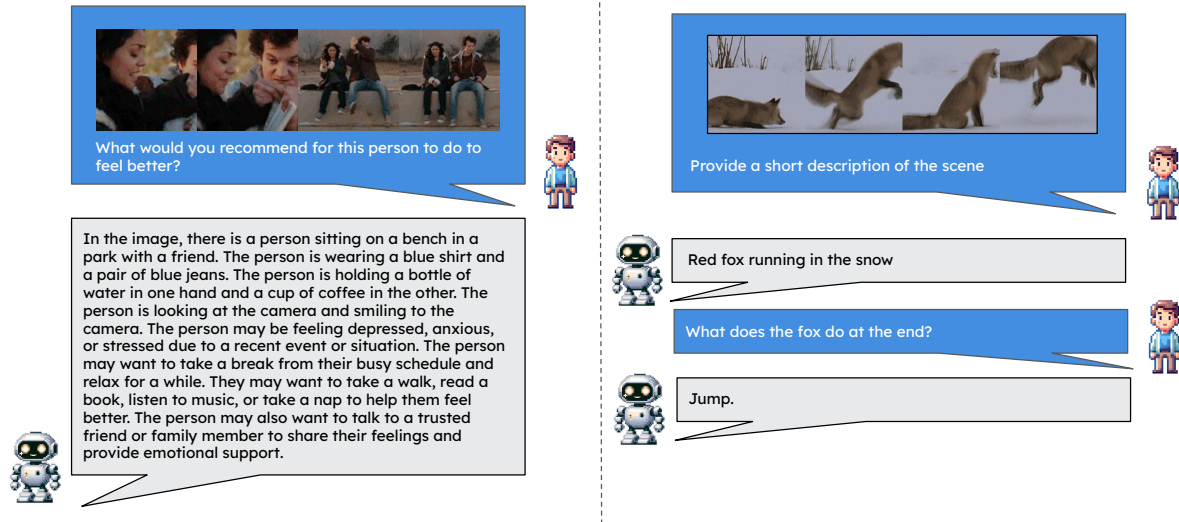 What would you recommend for this person to do to
feel better?
In the image, there is a person sitting on a bench in a
park with a friend. The person is wearing a blue shirt and
a pair of blue jeans. The person is holding a bottle of
water in one hand and a cup of coffee in the other. The
person is looking at the camera and smiling to the
camera. The person may be feeling depressed, anxious,
or stressed due to a recent event or situation. The person
may want to take a break from their busy schedule and
relax for a while. They may want to take a walk, read a
book, listen to music, or take a nap to help them feel
better. The person may also want to talk to a trusted
friend or family member to share their feelings and
provide emotional support.
Provide a short description of the scene
Red fox running in the snow
What does the fox do at the end?
Jump.